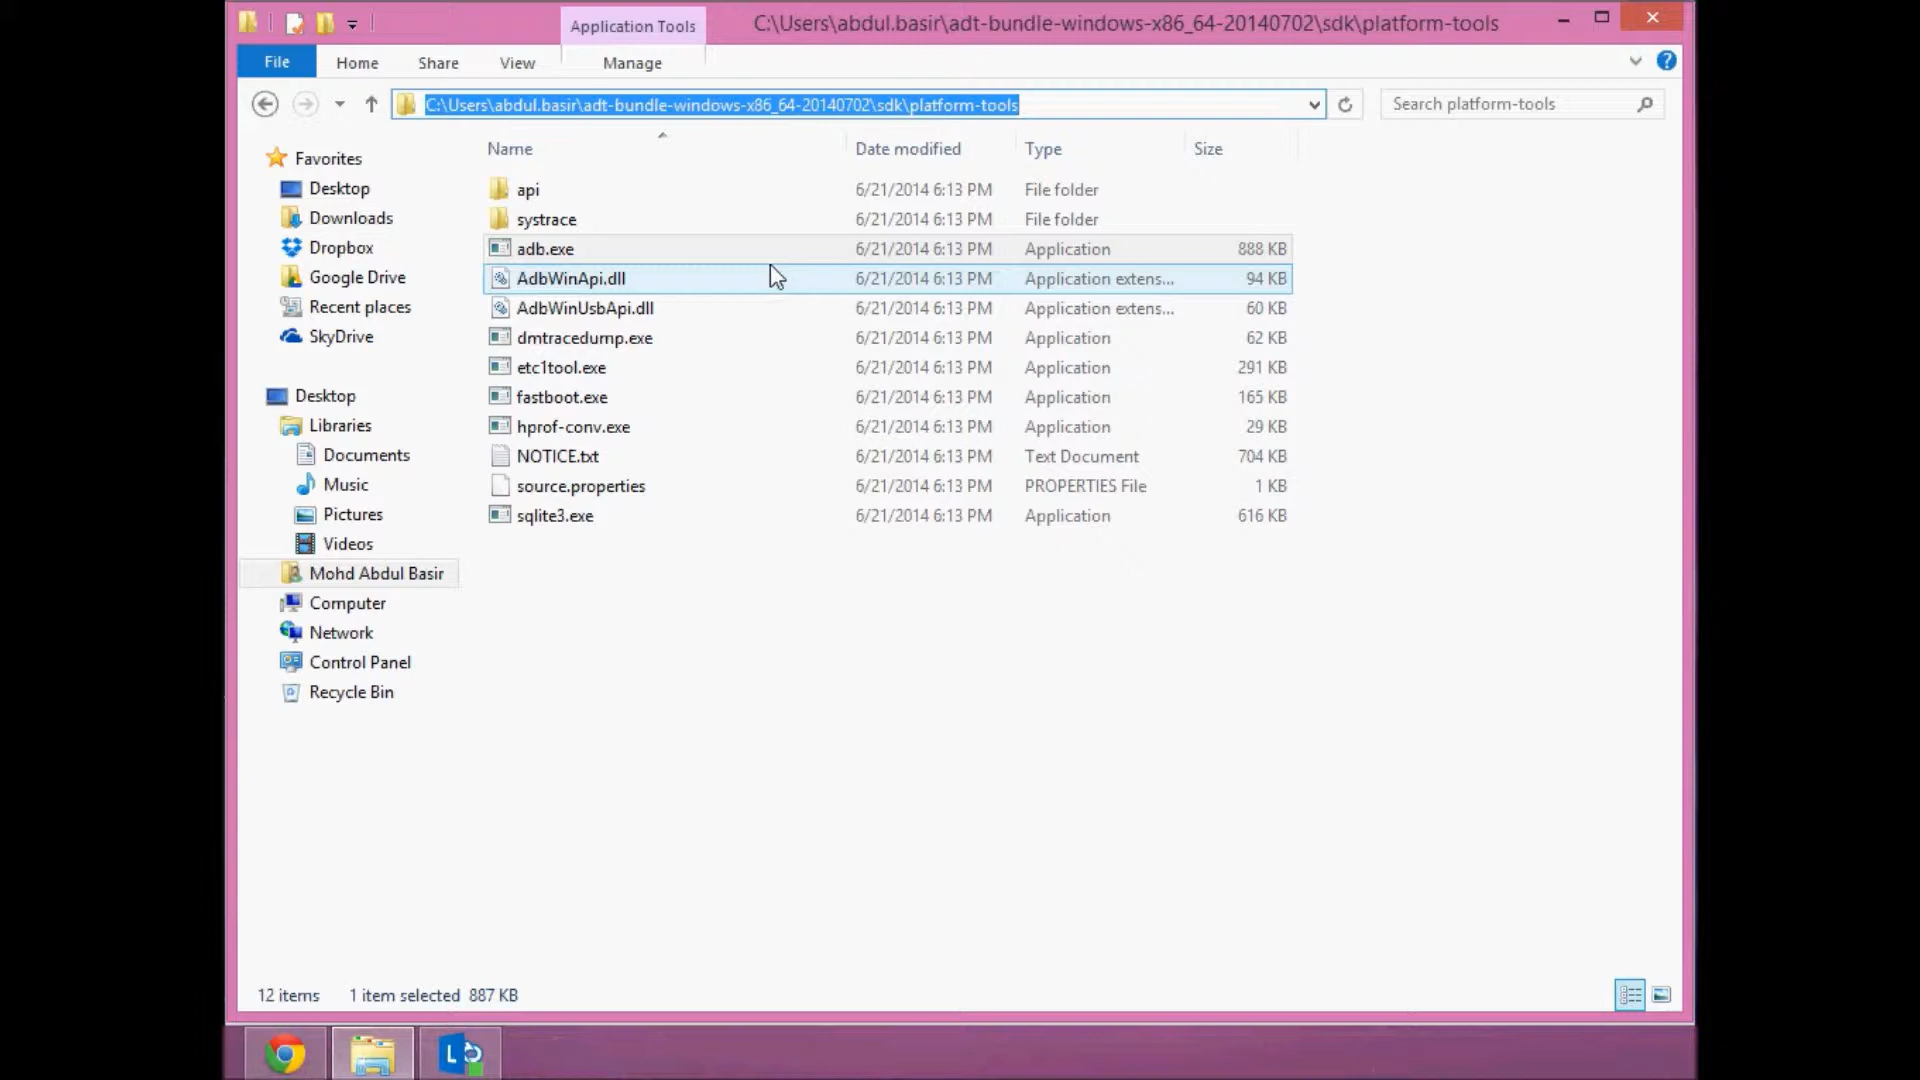 Application Tools
C:\Users\abdul.basir\adt-bundle-windows-x86_64-20140702\sdk\platform-tools
File
Home
Share
View
Manage
C:\Users\abdul.basir\adt-bundle-windows-x86_64-20140702\sdk\platform-tools
Search platform-tools
Name Date modified Type Size
Favorites
Desktop
Downloads
Dropbox
Google Drive
Recent places
SkyDrive
Desktop
Libraries
Documents
Music
Pictures
Videos
Mohd Abdul Basir
Computer
Network
Control Panel
Recycle Bin
api 6/21/2014 6:13 PM File folder
systrace 6/21/2014 6:13 PM File folder
adb.exe 6/21/2014 6:13 PM Application 888 KB
AdbWinApi.dll 6/21/2014 6:13 PM Application extens... 94 KB
AdbWinUsbApi.dll 6/21/2014 6:13 PM Application extens... 60 KB
dmtracedump.exe 6/21/2014 6:13 PM Application 62 KB
etc1tool.exe 6/21/2014 6:13 PM Application 291 KB
fastboot.exe 6/21/2014 6:13 PM Application 165 KB
hprof-conv.exe 6/21/2014 6:13 PM Application 29 KB
NOTICE.txt 6/21/2014 6:13 PM Text Document 704 KB
source.properties 6/21/2014 6:13 PM PROPERTIES File 1 KB
sqlite3.exe 6/21/2014 6:13 PM Application 616 KB
12 items 1 item selected 887 KB